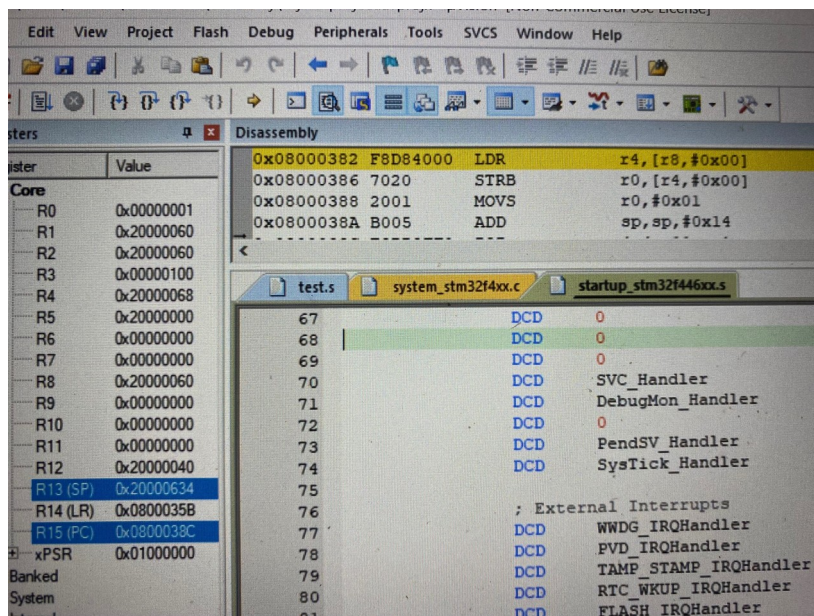 Edit View Project Flash Debug Peripherals Tools SVCS Window Help
Disassembly
Value
0x08000382 F8D84000 LDR r4,[r8,#0x00]
0x08000386 7020 STRB r0,[r4,#0x00]
0x08000388 2001 MOVS r0,#0x01
0x0800038A B005 ADD sp,sp,#0x14
Core
R0 0x00000001
R1 0x20000060
R2 0x20000060
R3 0x00000100
R4 0x20000068
R5 0x20000000
R6 0x00000000
R7 0x00000000
R8 0x20000060
R9 0x00000000
R10 0x00000000
R11 0x00000000
R12 0x20000040
R13 (SP) 0x20000634
R14 (LR) 0x0800035B
R15 (PC) 0x0800038C
xPSR 0x01000000
Banked
System
test.s system_stm32f4xx.c startup_stm32f446xx.s
67 DCD 0
68 DCD 0
69 DCD 0
70 DCD SVC_Handler
71 DCD DebugMon_Handler
72 DCD 0
73 DCD PendSV_Handler
74 DCD SysTick_Handler
75
76 ; External Interrupts
77 DCD WWDG_IRQHandler
78 DCD PVD_IRQHandler
79 DCD TAMP_STAMP_IRQHandler
80 DCD RTC_WKUP_IRQHandler
DCD FLASH_IRQHandler